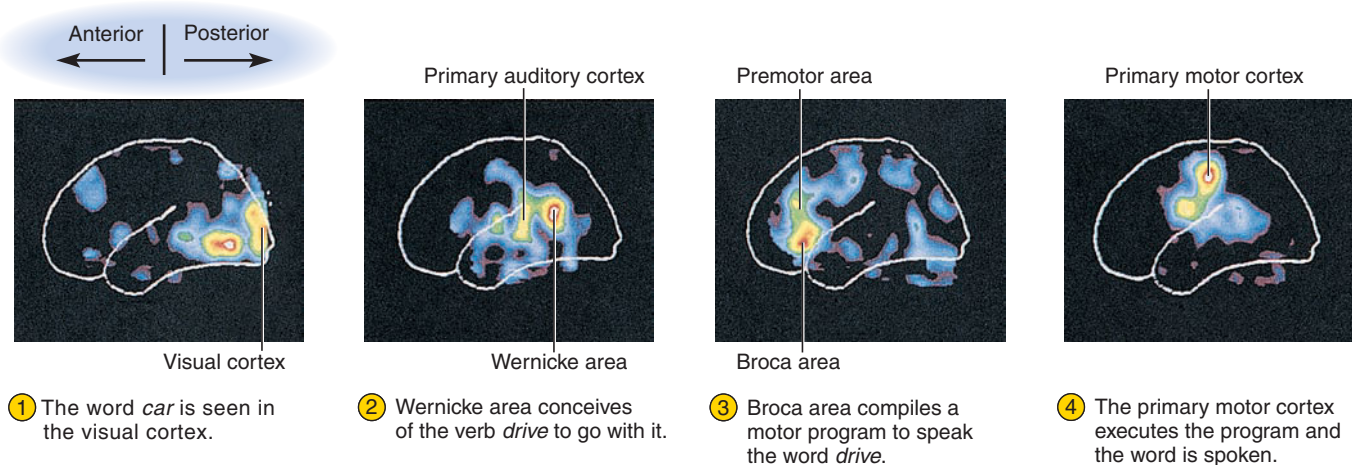 Anterior
Posterior
Primary auditory cortex
Premotor area
Primary motor cortex
Visual cortex
Wernicke area
Broca area
1 The word car is seen in
the visual cortex.
2 Wernicke area conceives
of the verb drive to go with it.
3 Broca area compiles a
motor program to speak
the word drive.
4 The primary motor cortex
executes the program and
the word is spoken.